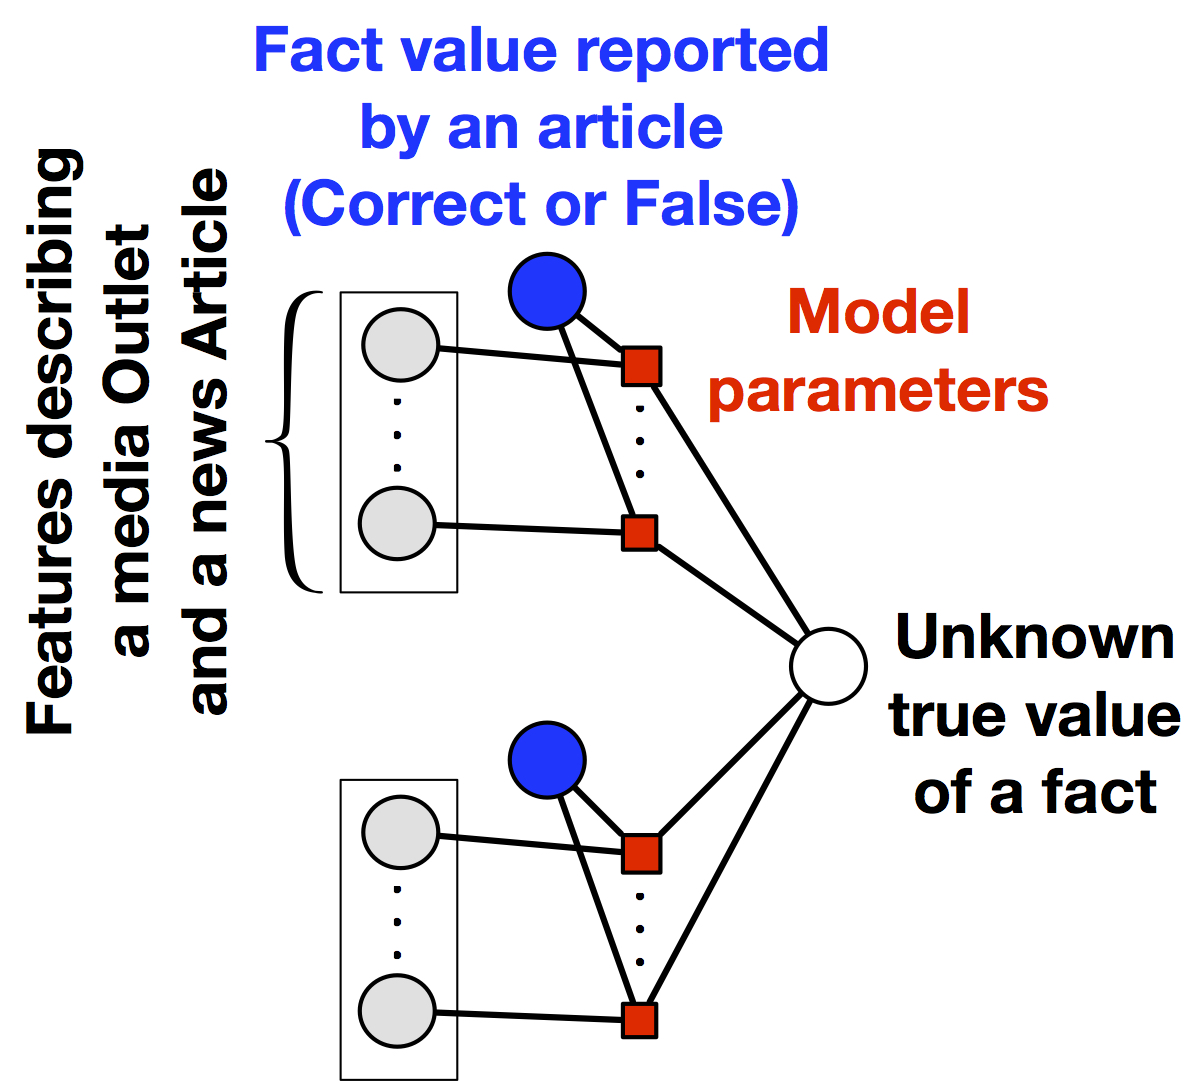 Fact value reported
by an article
(Correct or False)
Features describing
a media Outlet
and a news Article
Model
parameters
Unknown
true value
of a fact